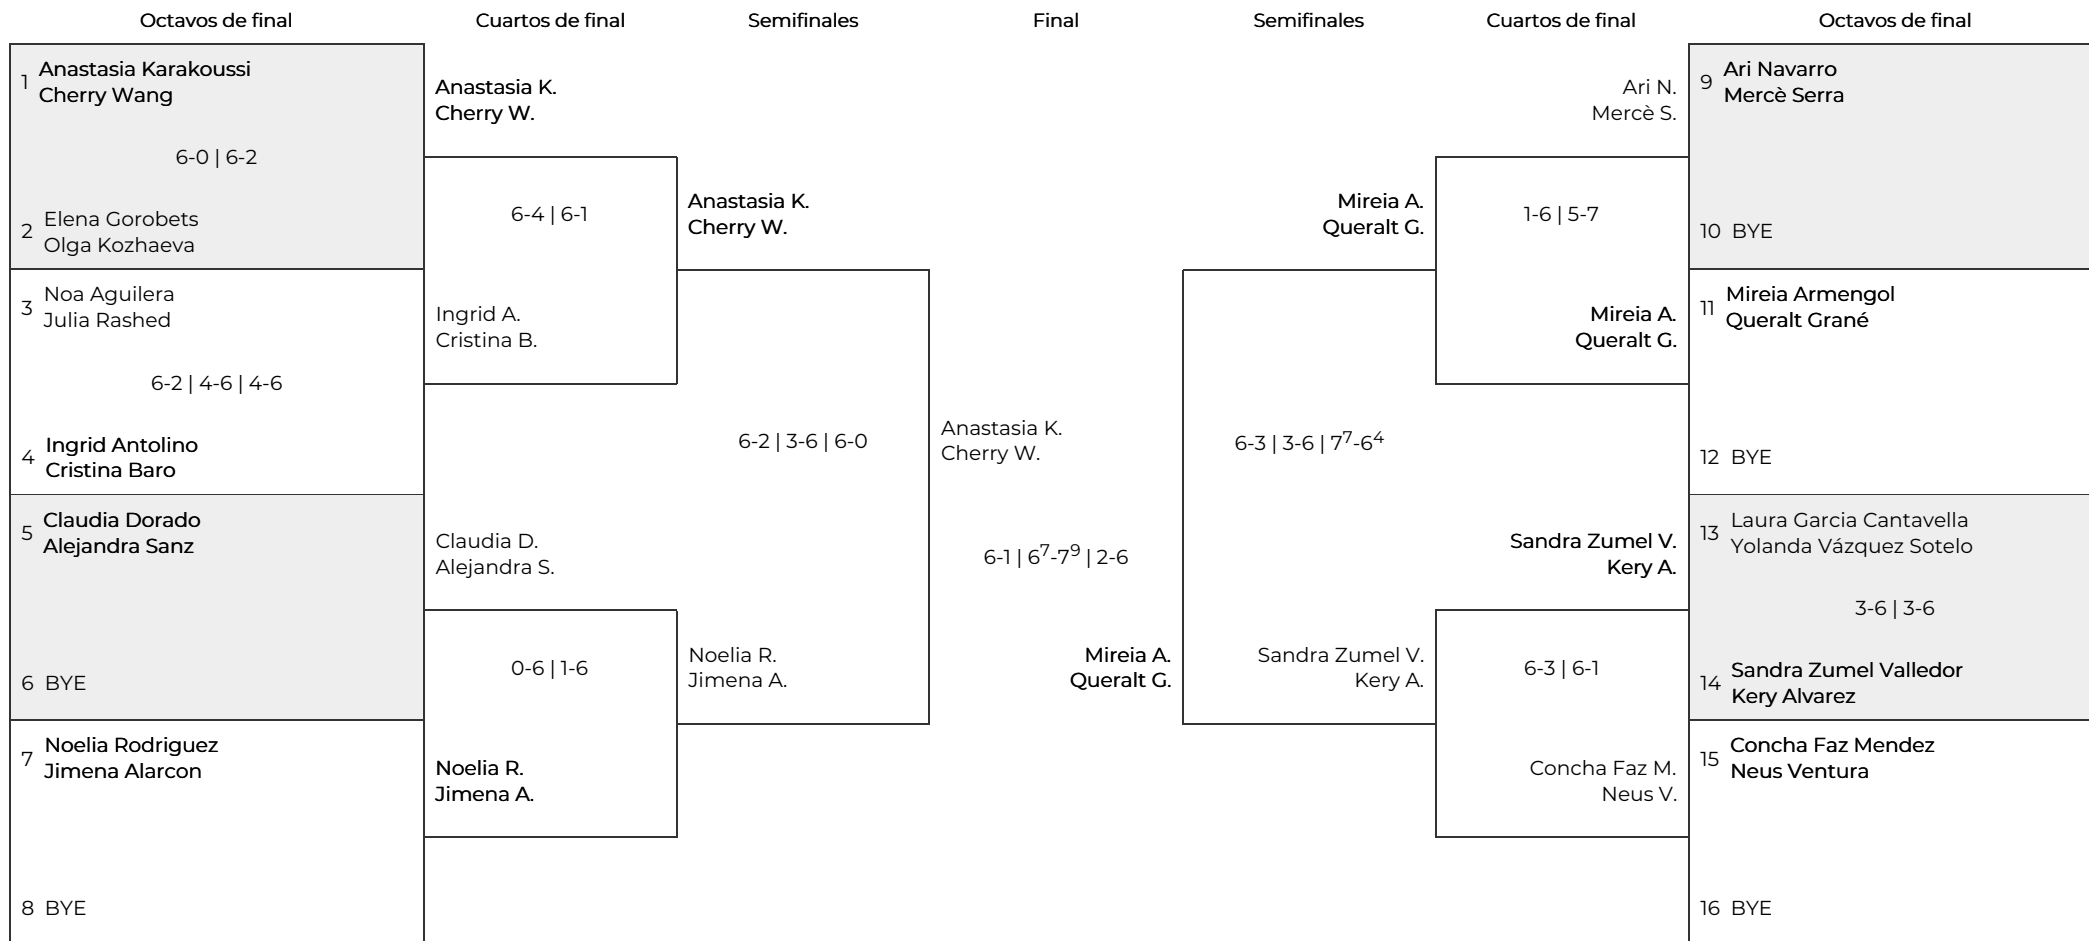 Octavos de final
Cuartos de final
Semifinales
Final
Semifinales
Cuartos de final
Octavos de final
1 Anastasia Karakoussi
Cherry Wang
6-0 | 6-2
2 Elena Gorobets
Olga Kozhaeva
3 Noa Aguilera
Julia Rashed
6-2 | 4-6 | 4-6
4 Ingrid Antolino
Cristina Baro
5 Claudia Dorado
Alejandra Sanz
6 BYE
7 Noelia Rodriguez
Jimena Alarcon
8 BYE
Anastasia K.
Cherry W.
6-4 | 6-1
Ingrid A.
Cristina B.
Claudia D.
Alejandra S.
0-6 | 1-6
Noelia R.
Jimena A.
Anastasia K.
Cherry W.
6-2 | 3-6 | 6-0
Noelia R.
Jimena A.
Anastasia K.
Cherry W.
6-1 | 6⁷-7⁹ | 2-6
Mireia A.
Queralt G.
Mireia A.
Queralt G.
6-3 | 3-6 | 7⁷-6⁴
Sandra Zumel V.
Kery A.
Ari N.
Mercè S.
1-6 | 5-7
Mireia A.
Queralt G.
Sandra Zumel V.
Kery A.
6-3 | 6-1
Concha Faz M.
Neus V.
9 Ari Navarro
Mercè Serra
10 BYE
11 Mireia Armengol
Queralt Grané
12 BYE
13 Laura Garcia Cantavella
Yolanda Vázquez Sotelo
3-6 | 3-6
14 Sandra Zumel Valledor
Kery Alvarez
15 Concha Faz Mendez
Neus Ventura
16 BYE